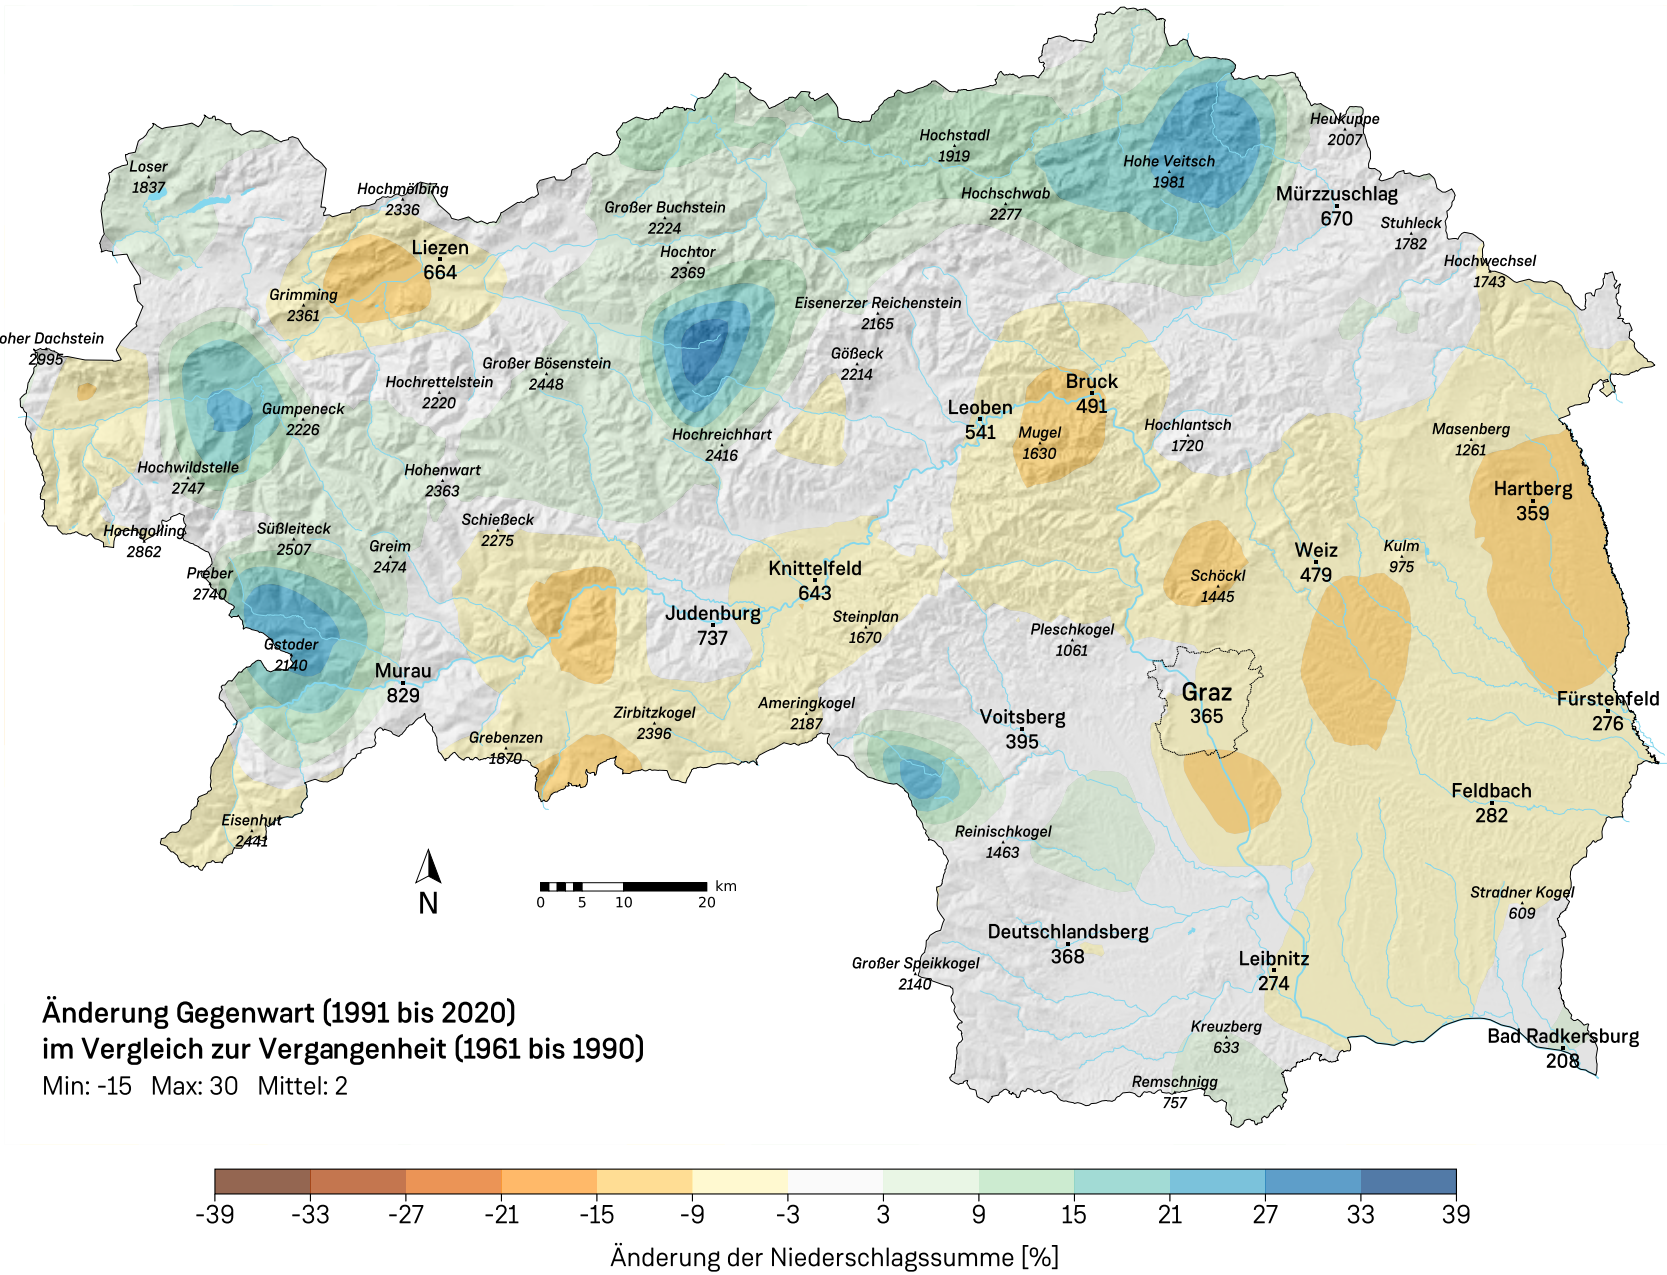 Heukuppe
2007
Hochstadl
1919
Hohe Veitsch
1981
Loser
1837
Hochmölbing
2336
Hochschwab
2277
Mürzzuschlag
670
Großer Buchstein
2224
Stuhleck
1782
Liezen
664
Hochtor
2369
Hochwechsel
1743
Grimming
2361
Eisenerzer Reichenstein
2165
oher Dachstein
2995
Gößeck
2214
Großer Bösenstein
2448
Hochrettelstein
2220
Bruck
491
Leoben
541
Gumpeneck
2226
Mugel
1630
Hochlantsch
1720
Masenberg
1261
Hochreichhart
2416
Hochwildstelle
2747
Hohenwart
2363
Hartberg
359
Schießeck
2275
Hochgolling
2862
Süßleiteck
2507
Greim
2474
Weiz
479
Kulm
975
Knittelfeld
643
Preber
2740
Schöckl
1445
Judenburg
737
Steinplan
1670
Pleschkogel
1061
Gstoder
2140
Murau
829
Graz
365
Fürstenfeld
276
Ameringkogel
2187
Zirbitzkogel
2396
Voitsberg
395
Grebenzen
1870
Feldbach
282
Eisenhut
2441
Reinischkogel
1463
N
km
0 5 10 20
Stradner Kogel
609
Deutschlandsberg
368
Großer Speikkogel
2140
Leibnitz
274
Kreuzberg
633
Bad Radkersburg
208
Remschnigg
757
Änderung Gegenwart (1991 bis 2020)
im Vergleich zur Vergangenheit (1961 bis 1990)
Min: -15 Max: 30 Mittel: 2
-39 -33 -27 -21 -15 -9 -3 3 9 15 21 27 33 39
Änderung der Niederschlagssumme [%]